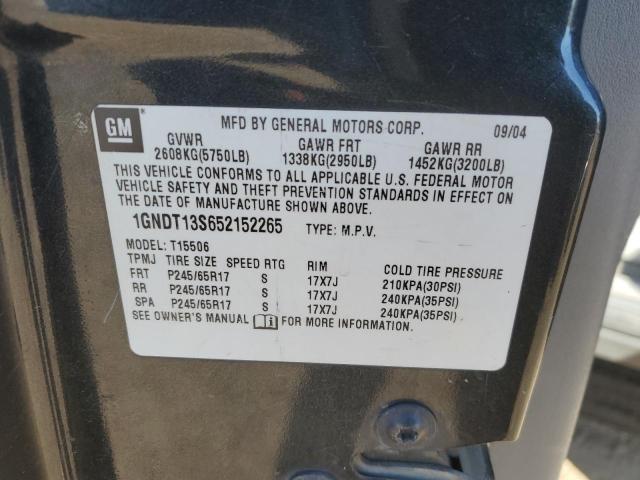 GM
MFD BY GENERAL MOTORS CORP. 09/04
GVWR GAWR FRT GAWR RR
2608KG(5750LB) 1338KG(2950LB) 1452KG(3200LB)
THIS VEHICLE CONFORMS TO ALL APPLICABLE U.S. FEDERAL MOTOR
VEHICLE SAFETY AND THEFT PREVENTION STANDARDS IN EFFECT ON
THE DATE OF MANUFACTURE SHOWN ABOVE.
1GNDT13S652152265 TYPE: M.P.V.
MODEL: T15506
TPMJ TIRE SIZE SPEED RTG RIM COLD TIRE PRESSURE
FRT P245/65R17 S 17X7J 210KPA(30PSI)
RR P245/65R17 S 17X7J 240KPA(35PSI)
SPA P245/65R17 S 17X7J 240KPA(35PSI)
SEE OWNER'S MANUAL FOR MORE INFORMATION.